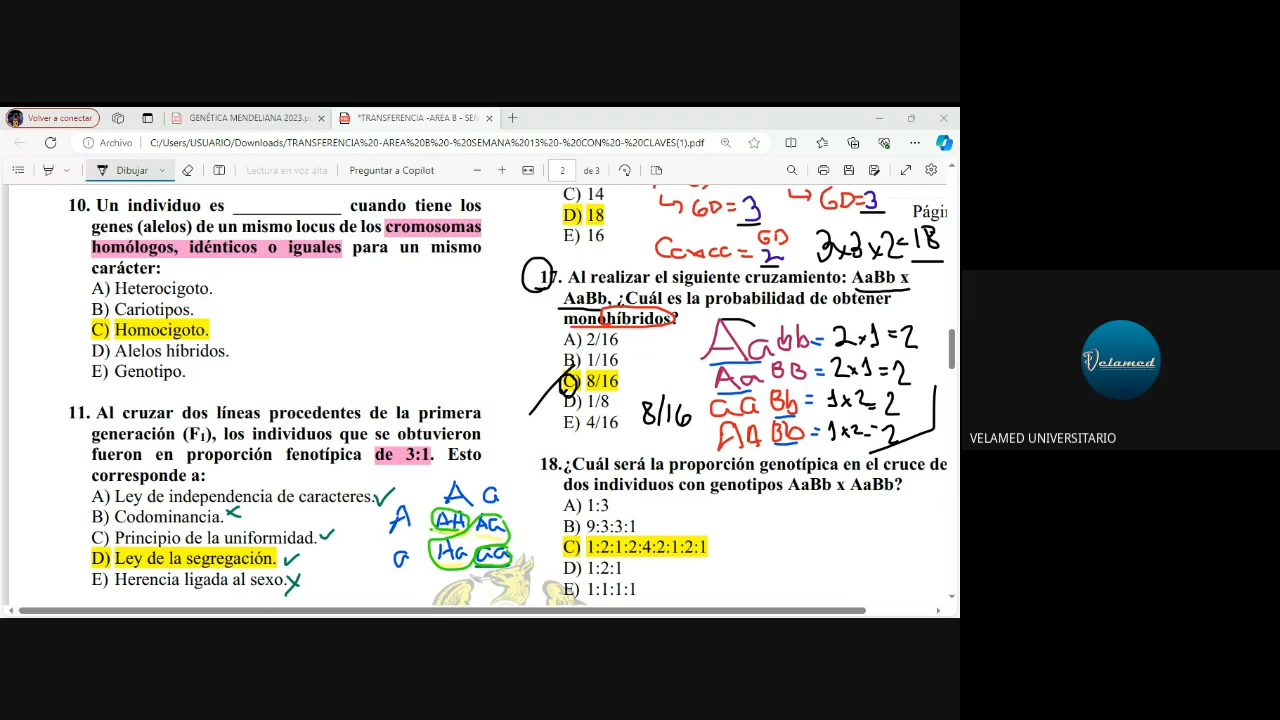 Volver a conectar
GENÉTICA MENDELIANA 2023.p
*TRANSFERENCIA -AREA B - SEM
Archivo
C:/Users/USUARIO/Downloads/TRANSFERENCIA%20-AREA%20B%20-%20SEMANA%2013%20-%20CON%20-%20CLAVES(1).pdf
Dibujar
Lectura en voz alta
Preguntar a Copilot
2
de 3
10. Un individuo es ____________ cuando tiene los
genes (alelos) de un mismo locus de los cromosomas
homólogos, idénticos o iguales para un mismo
carácter:
A) Heterocigoto.
B) Cariotipos.
C) Homocigoto.
D) Alelos híbridos.
E) Genotipo.
11. Al cruzar dos líneas procedentes de la primera
generación (F1), los individuos que se obtuvieron
fueron en proporción fenotípica de 3:1. Esto
corresponde a:
A) Ley de independencia de caracteres.
B) Codominancia.
C) Principio de la uniformidad.
D) Ley de la segregación.
E) Herencia ligada al sexo.
A a
A AA Aa
a Aa aa
C) 14
D) 18
E) 16
GD= 3
GD=3
Págin
GD
Ccxcc = 2
3x3x2=18
17. Al realizar el siguiente cruzamiento: AaBb x
AaBb, ¿Cuál es la probabilidad de obtener
monohíbridos?
A) 2/16
B) 1/16
C) 8/16
D) 1/8
E) 4/16
8/16
Aabb= 2x1=2
AaBB = 2x1=2
aaBb = 1x2=2
AABb=1x2=2
18.¿Cuál será la proporción genotípica en el cruce de
dos individuos con genotipos AaBb x AaBb?
A) 1:3
B) 9:3:3:1
C) 1:2:1:2:4:2:1:2:1
D) 1:2:1
E) 1:1:1:1
Velamed
VELAMED UNIVERSITARIO